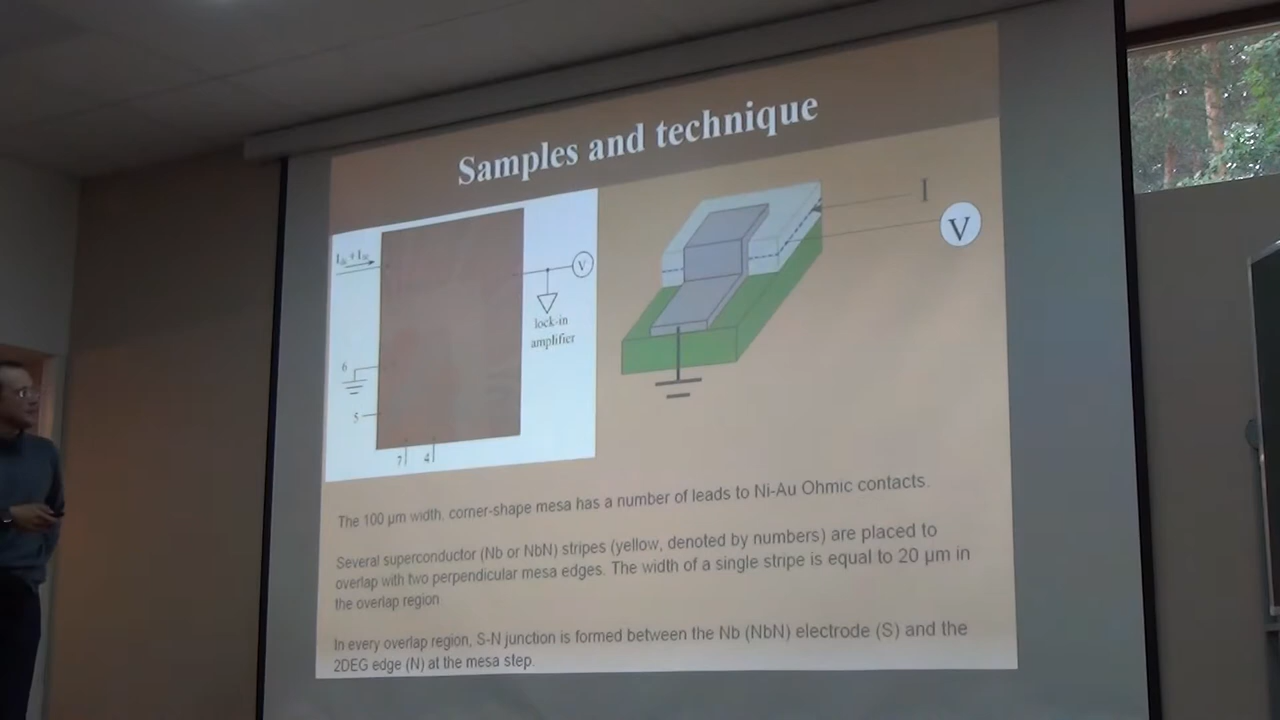 Samples and technique
I
V
Idc + Iac
V
lock-in
amplifier
6
5
7
4
The 100 μm width, corner-shape mesa has a number of leads to Ni-Au Ohmic contacts.
Several superconductor (Nb or NbN) stripes (yellow, denoted by numbers) are placed to
overlap with two perpendicular mesa edges. The width of a single stripe is equal to 20 μm in
the overlap region
In every overlap region, S-N junction is formed between the Nb (NbN) electrode (S) and the
2DEG edge (N) at the mesa step.